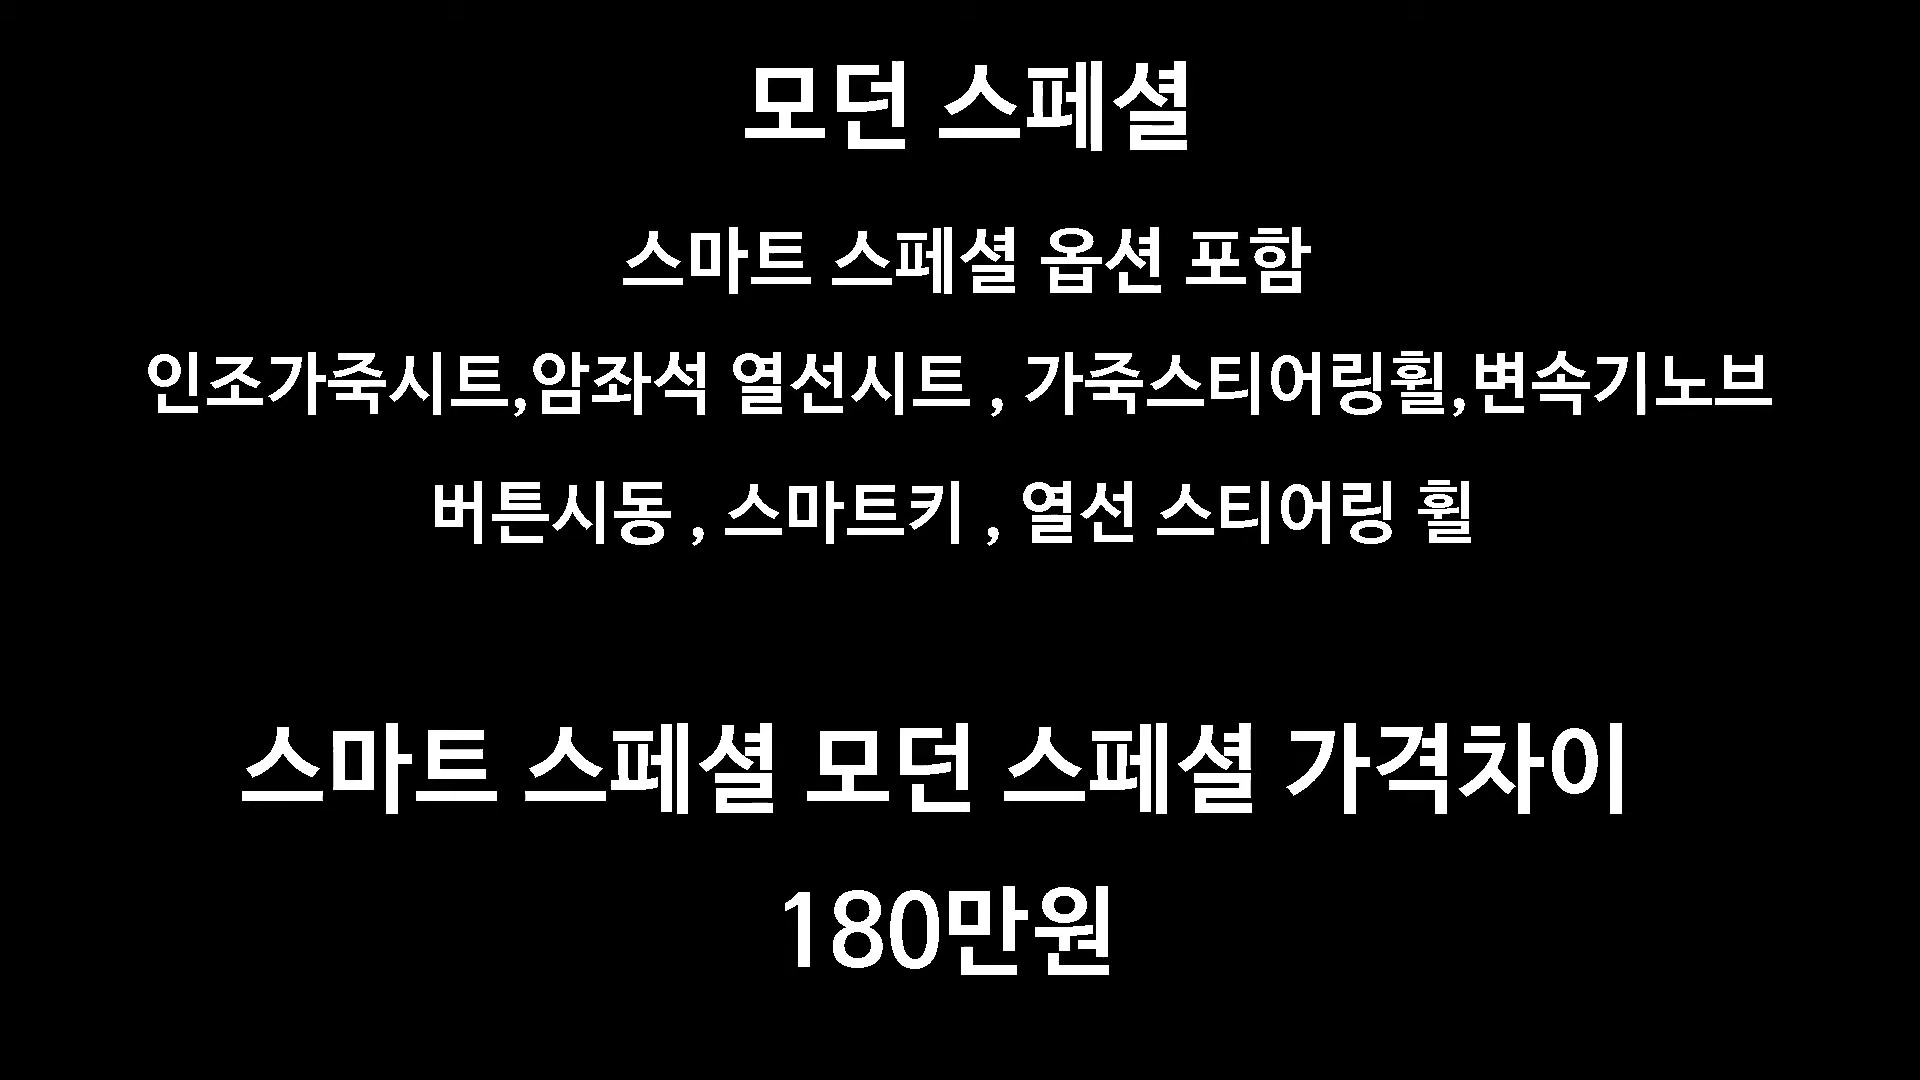 모던 스페셜
스마트 스페셜 옵션 포함
인조가죽시트,암좌석 열선시트 , 가죽스티어링휠,변속기노브
버튼시동 , 스마트키 , 열선 스티어링 휠
스마트 스페셜 모던 스페셜 가격차이
180만원